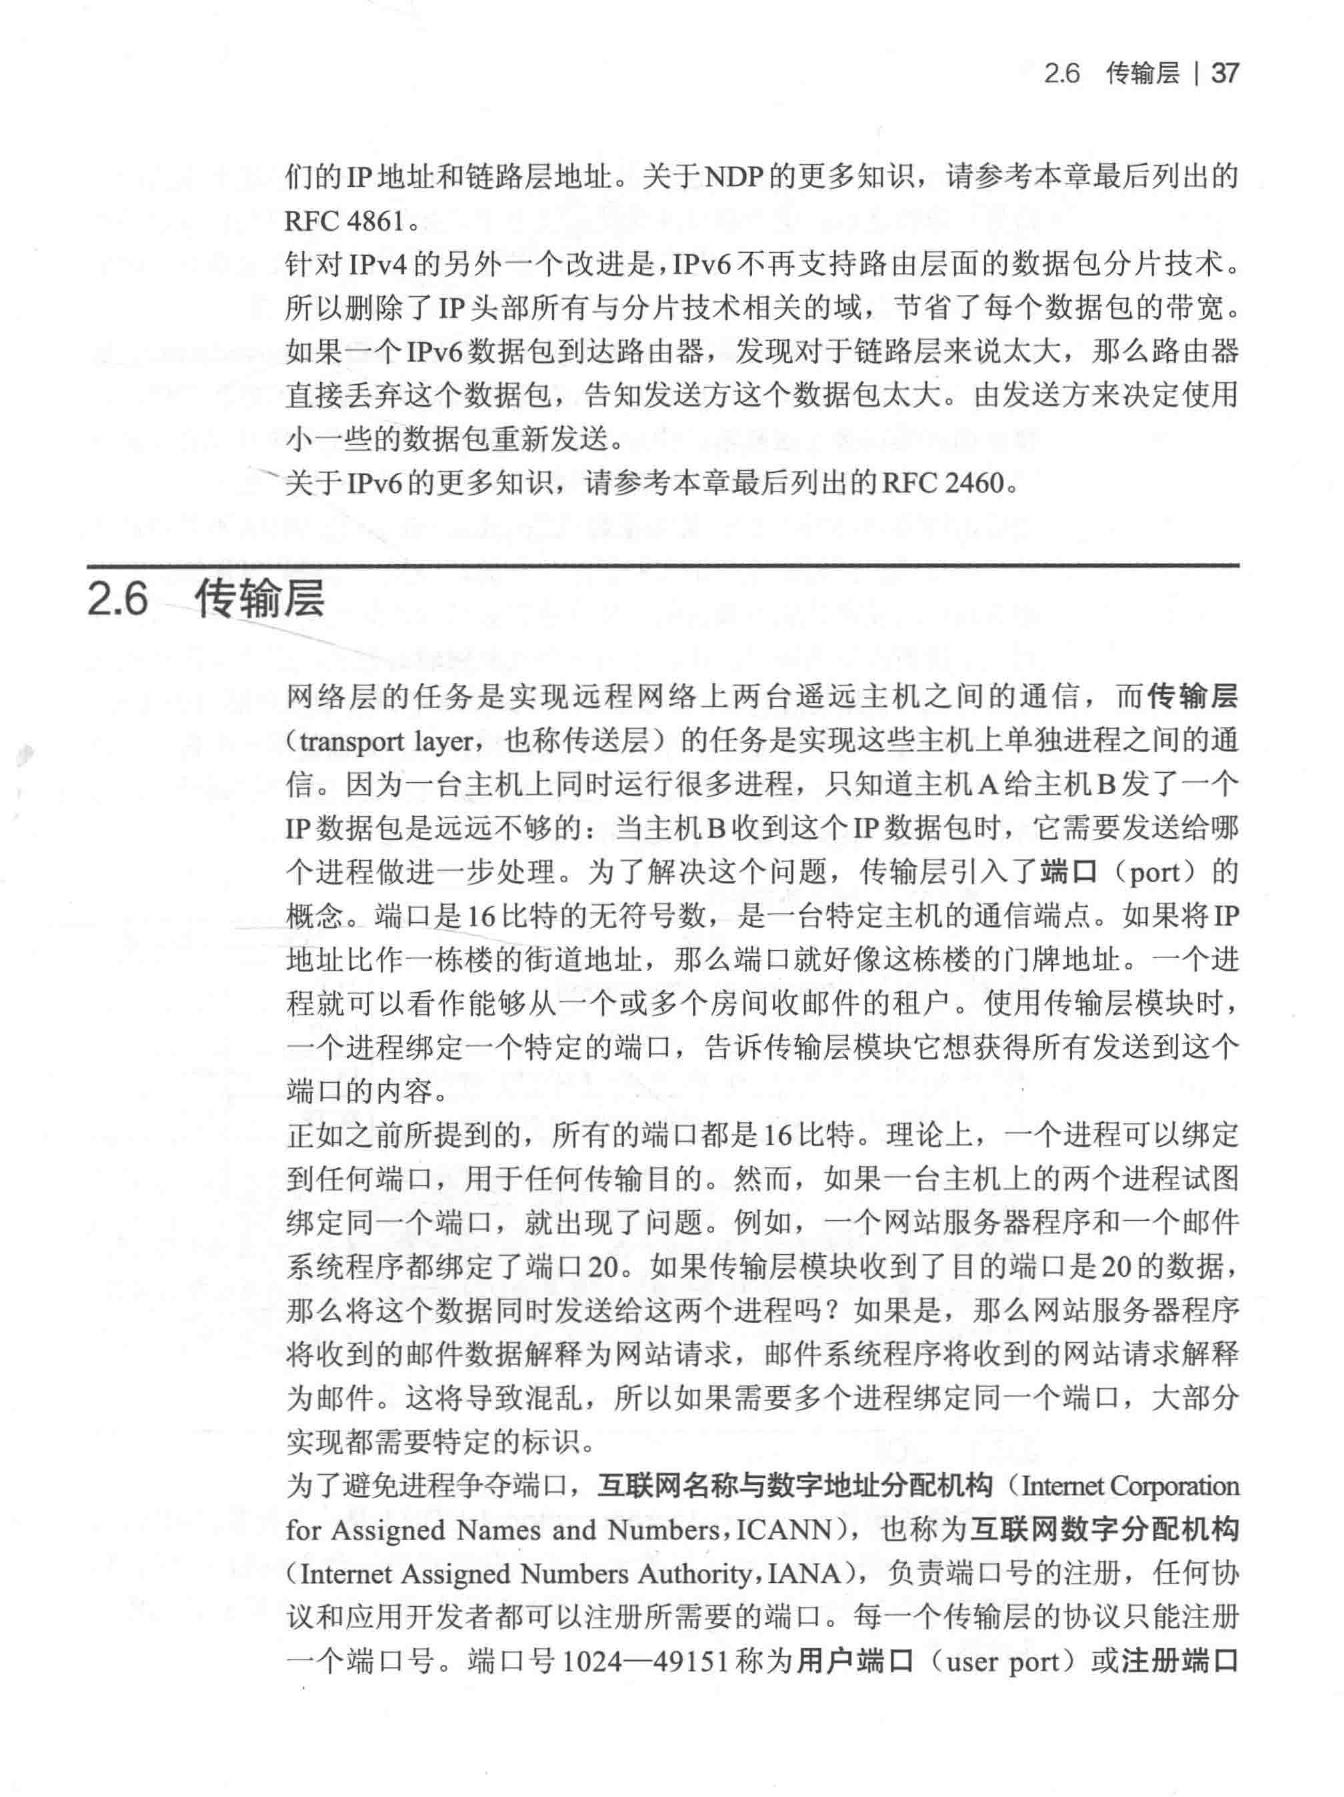 2.6 传输层 | 37
们的IP地址和链路层地址。关于NDP的更多知识，请参考本章最后列出的
RFC 4861。
针对IPv4的另外一个改进是，IPv6不再支持路由层面的数据包分片技术。
所以删除了IP头部所有与分片技术相关的域，节省了每个数据包的带宽。
如果一个IPv6数据包到达路由器，发现对于链路层来说太大，那么路由器
直接丢弃这个数据包，告知发送方这个数据包太大。由发送方来决定使用
小一些的数据包重新发送。
关于IPv6的更多知识，请参考本章最后列出的RFC 2460。
2.6 传输层
网络层的任务是实现远程网络上两台遥远主机之间的通信，而传输层
（transport layer，也称传送层）的任务是实现这些主机上单独进程之间的通
信。因为一台主机上同时运行很多进程，只知道主机A给主机B发了一个
IP数据包是远远不够的：当主机B收到这个IP数据包时，它需要发送给哪
个进程做进一步处理。为了解决这个问题，传输层引入了端口（port）的
概念。端口是16比特的无符号数，是一台特定主机的通信端点。如果将IP
地址比作一栋楼的街道地址，那么端口就好像这栋楼的门牌地址。一个进
程就可以看作能够从一个或多个房间收邮件的租户。使用传输层模块时，
一个进程绑定一个特定的端口，告诉传输层模块它想获得所有发送到这个
端口的内容。
正如之前所提到的，所有的端口都是16比特。理论上，一个进程可以绑定
到任何端口，用于任何传输目的。然而，如果一台主机上的两个进程试图
绑定同一个端口，就出现了问题。例如，一个网站服务器程序和一个邮件
系统程序都绑定了端口20。如果传输层模块收到了目的端口是20的数据，
那么将这个数据同时发送给这两个进程吗？如果是，那么网站服务器程序
将收到的邮件数据解释为网站请求，邮件系统程序将收到的网站请求解释
为邮件。这将导致混乱，所以如果需要多个进程绑定同一个端口，大部分
实现都需要特定的标识。
为了避免进程争夺端口，互联网名称与数字地址分配机构（Internet Corporation
for Assigned Names and Numbers，ICANN），也称为互联网数字分配机构
（Internet Assigned Numbers Authority，IANA），负责端口号的注册，任何协
议和应用开发者都可以注册所需要的端口。每一个传输层的协议只能注册
一个端口号。端口号1024—49151称为用户端口（user port）或注册端口